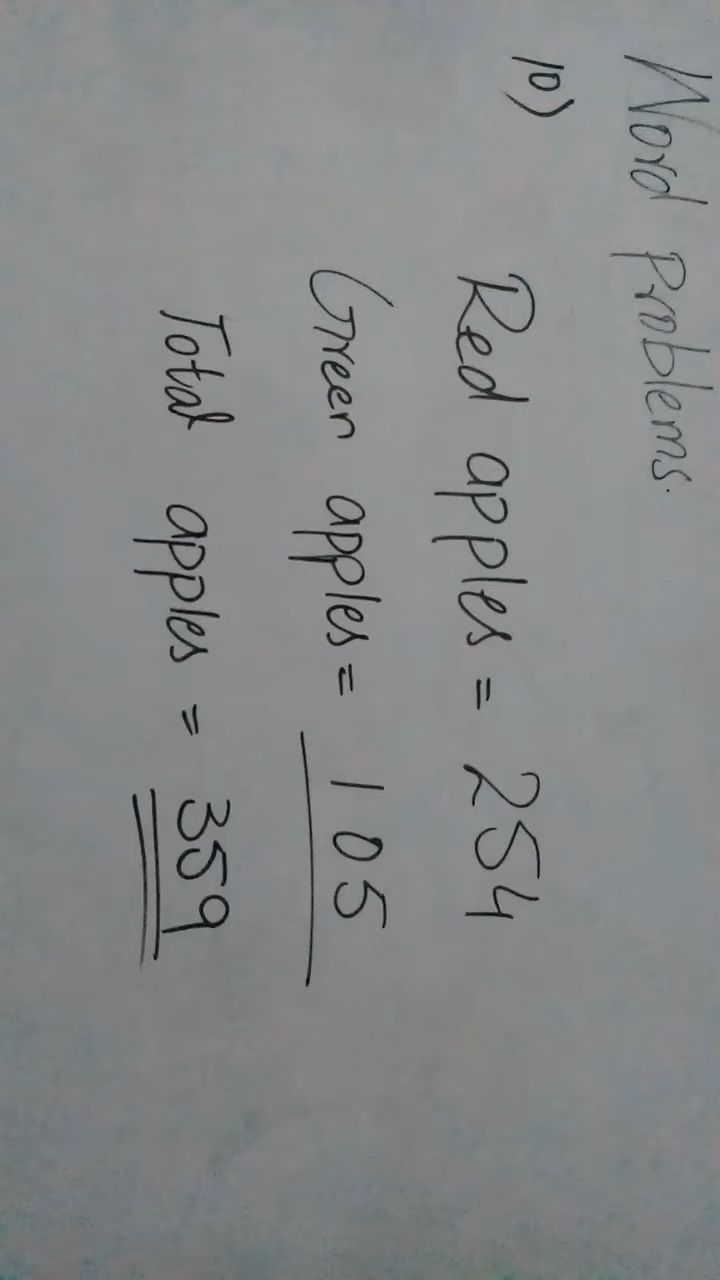 Word Problems.
10)
Red apples = 254
Green apples = 105
Total apples = 359